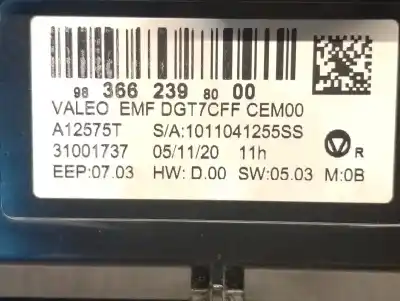 98 366 239 80 00
VALEO EMF DGT7CFF CEM00
A12575T S/A:1011041255SS
31001737 05/11/20 11h
R
EEP:07.03 HW:D.00 SW:05.03 M:0B